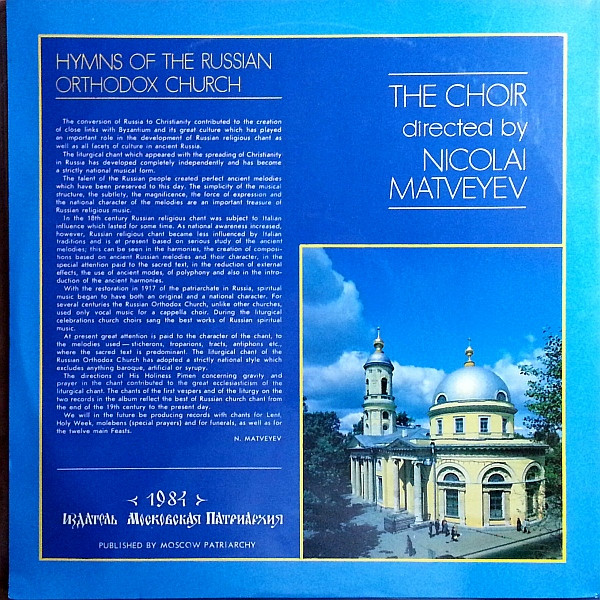 HYMNS OF THE RUSSIAN
ORTHODOX CHURCH
The conversion of Russia to Christianity contributed to the creation
of close links with Byzantium and its great culture which has played
an important role in the development of Russian religious chant as
well as all facets of culture in ancient Russia.
The liturgical chant which appeared with the spreading of Christianity
in Russia has developed completely independently and has become
a strictly national musical form.
The talent of the Russian people created perfect ancient melodies
which have been preserved to this day. The simplicity of the musical
structure, the subtlety, the magnificence, the force of expression and
the national character of the melodies are an important treasure of
Russian religious music.
In the 18th century Russian religious chant was subject to Italian
influence which lasted for some time. As national awareness increased,
however, Russian religious chant became less influenced by Italian
traditions and is at present based on serious study of the ancient
melodies; this can be seen in the harmonies, the creation of composi-
tions based on ancient Russian melodies and their character, in the
special attention paid to the sacred text, in the reduction of external
effects, the use of ancient modes, of polyphony and also in the intro-
duction of the ancient harmonies.
With the restoration in 1917 of the patriarchate in Russia, spiritual
music began to have both an original and a national character. For
several centuries the Russian Orthodox Church, unlike other churches,
used only vocal music for a cappella choir. During the liturgical
celebrations church choirs sang the best works of Russian spiritual
music.
At present great attention is paid to the character of the chant, to
the melodies used — stcherons, troparions, tracts, antiphons etc.,
where the sacred text is predominant. The liturgical chant of the
Russian Orthodox Church has adopted a strictly national style which
excludes anything baroque, artificial or syrupy.
The directions of His Holiness Pimen concerning gravity and
prayer in the chant contributed to the great ecclesiasticism of the
liturgical chant. The chants of the first vespers and of the liturgy on the
two records in the album reflect the best of Russian church chant from
the end of the 19th century to the present day.
We will in the future be producing records with chants for Lent,
Holy Week, molebens (special prayers) and for funerals, as well as for
the twelve main Feasts.
N. MATVEYEV
1981
Издатель Московская Патриархия
PUBLISHED BY MOSCOW PATRIARCHY
THE CHOIR
directed by
NICOLAI
MATVEYEV